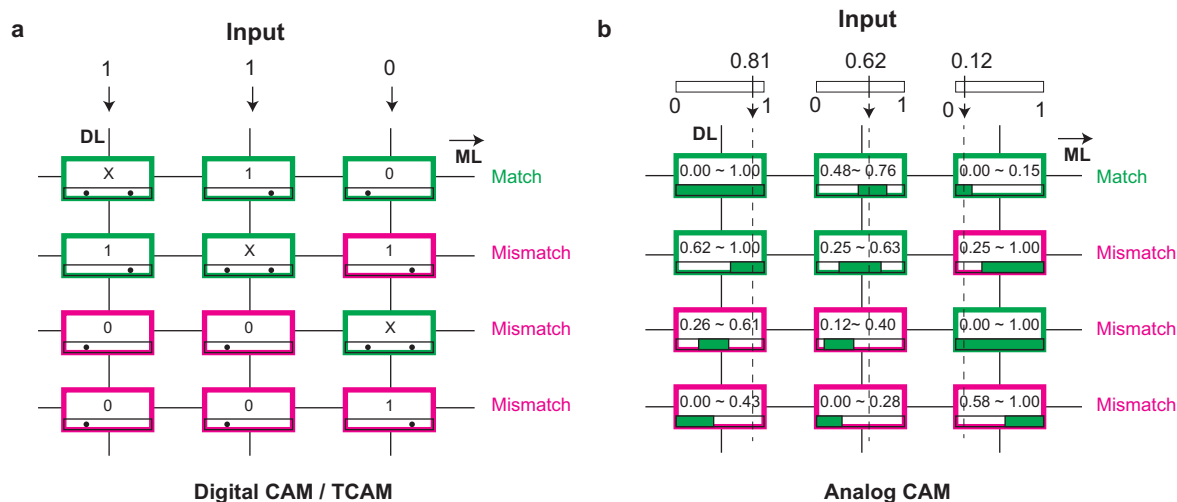 a
Input
1 1 0
DL
ML
X 1 0 Match
1 X 1 Mismatch
0 0 X Mismatch
0 0 1 Mismatch
Digital CAM / TCAM
b
Input
0.81 0.62 0.12
0 1 0 1 0 1
DL
ML
0.00 ~ 1.00 0.48~ 0.76 0.00 ~ 0.15 Match
0.62 ~ 1.00 0.25 ~ 0.63 0.25 ~ 1.00 Mismatch
0.26 ~ 0.61 0.12~ 0.40 0.00 ~ 1.00 Mismatch
0.00 ~ 0.43 0.00 ~ 0.28 0.58 ~ 1.00 Mismatch
Analog CAM